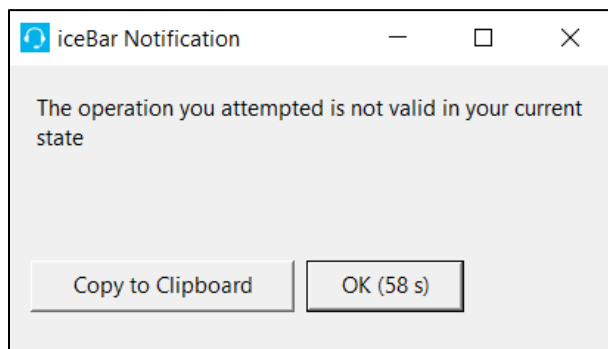 iceBar Notification
The operation you attempted is not valid in your current
state
Copy to Clipboard OK (58 s)